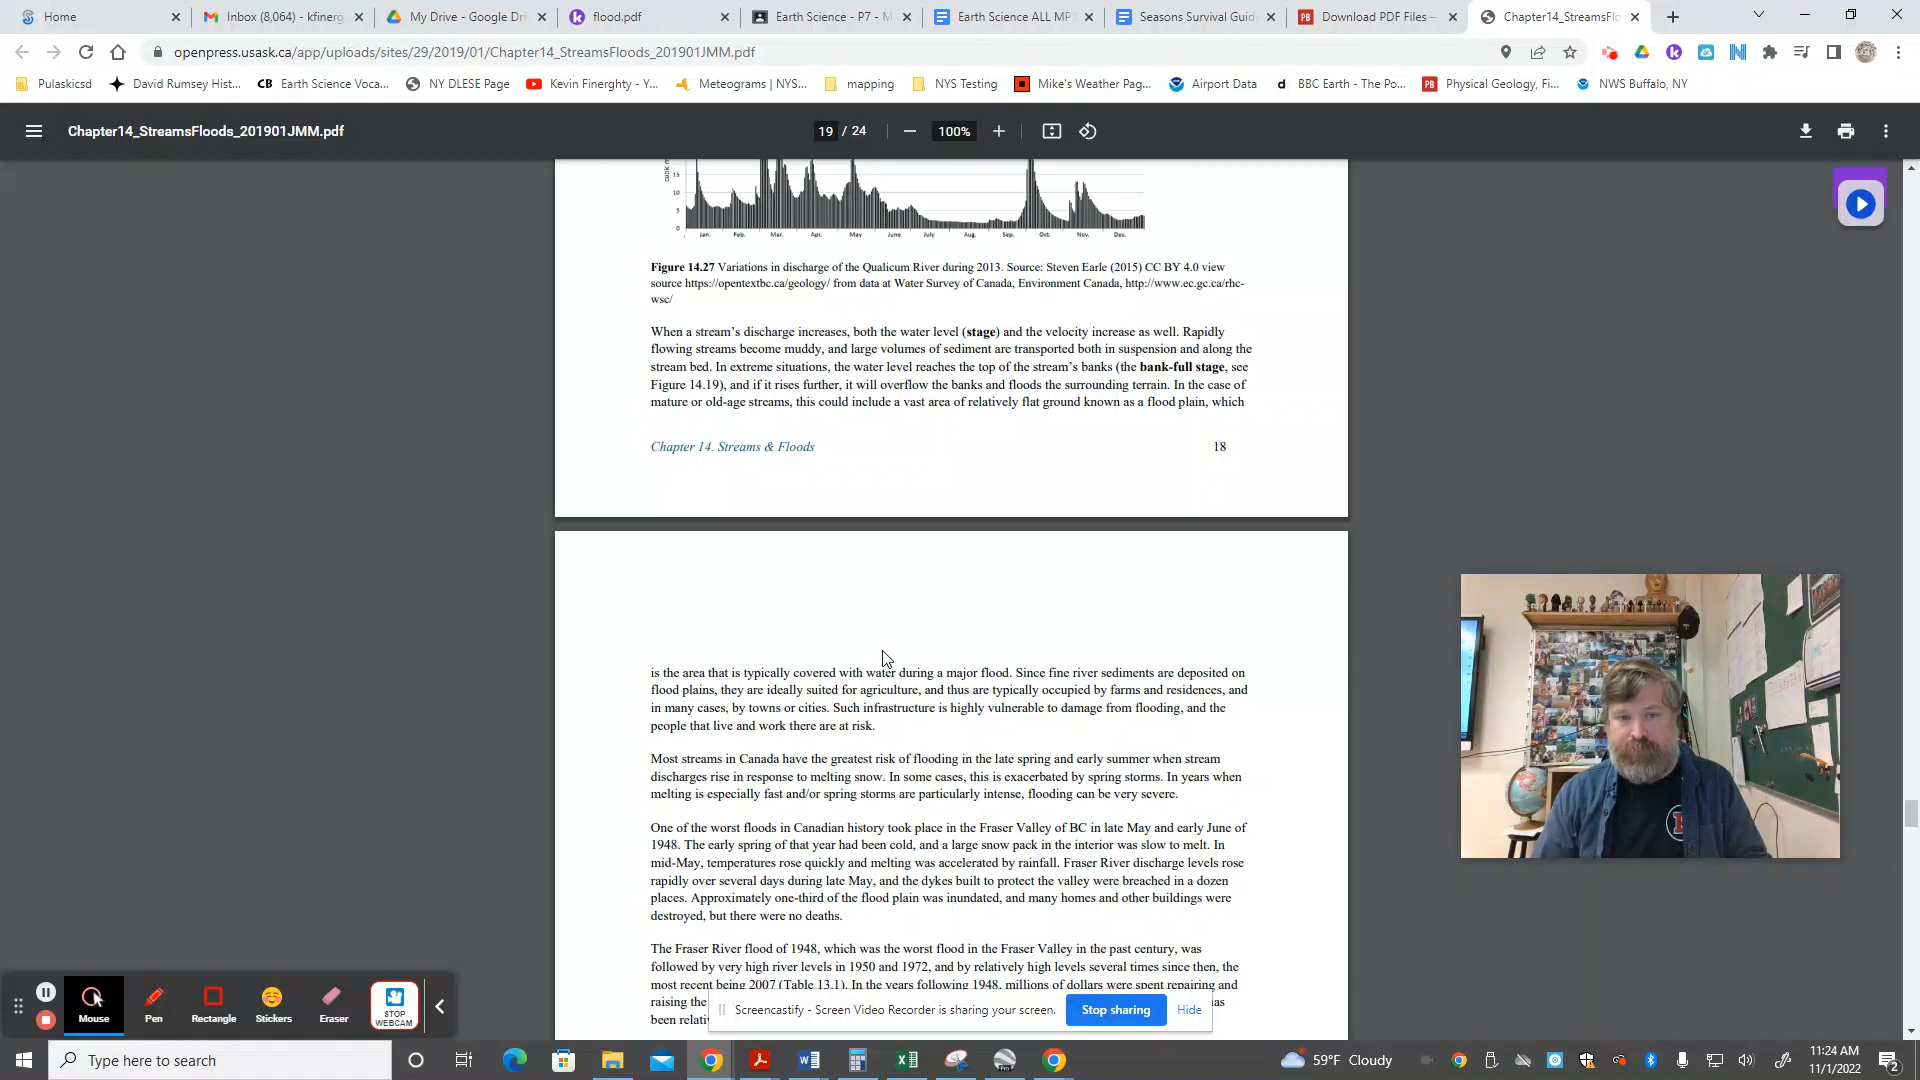 Home
Inbox (8,064) - kfinerg
My Drive - Google Dri
flood.pdf
Earth Science - P7 - M
Earth Science ALL MP
Seasons Survival Guid
Download PDF Files –
Chapter14_StreamsFlo
openpress.usask.ca/app/uploads/sites/29/2019/01/Chapter14_StreamsFloods_201901JMM.pdf
Pulaskicsd
David Rumsey Hist...
CB Earth Science Voca...
NY DLESE Page
Kevin Finerghty - Y...
Meteograms | NYS...
mapping
NYS Testing
Mike's Weather Pag...
Airport Data
BBC Earth - The Po...
Physical Geology, Fi...
NWS Buffalo, NY
Chapter14_StreamsFloods_201901JMM.pdf
19 / 24
100%
15
10
5
0
Jan. Feb. Mar. Apr. May June July Aug. Sep. Oct. Nov. Dec.
Figure 14.27 Variations in discharge of the Qualicum River during 2013. Source: Steven Earle (2015) CC BY 4.0 view
source https://opentextbc.ca/geology/ from data at Water Survey of Canada, Environment Canada, http://www.ec.gc.ca/rhc-
wsc/
When a stream's discharge increases, both the water level (stage) and the velocity increase as well. Rapidly
flowing streams become muddy, and large volumes of sediment are transported both in suspension and along the
stream bed. In extreme situations, the water level reaches the top of the stream's banks (the bank-full stage, see
Figure 14.19), and if it rises further, it will overflow the banks and floods the surrounding terrain. In the case of
mature or old-age streams, this could include a vast area of relatively flat ground known as a flood plain, which
Chapter 14. Streams & Floods
18
is the area that is typically covered with water during a major flood. Since fine river sediments are deposited on
flood plains, they are ideally suited for agriculture, and thus are typically occupied by farms and residences, and
in many cases, by towns or cities. Such infrastructure is highly vulnerable to damage from flooding, and the
people that live and work there are at risk.
Most streams in Canada have the greatest risk of flooding in the late spring and early summer when stream
discharges rise in response to melting snow. In some cases, this is exacerbated by spring storms. In years when
melting is especially fast and/or spring storms are particularly intense, flooding can be very severe.
One of the worst floods in Canadian history took place in the Fraser Valley of BC in late May and early June of
1948. The early spring of that year had been cold, and a large snow pack in the interior was slow to melt. In
mid-May, temperatures rose quickly and melting was accelerated by rainfall. Fraser River discharge levels rose
rapidly over several days during late May, and the dykes built to protect the valley were breached in a dozen
places. Approximately one-third of the flood plain was inundated, and many homes and other buildings were
destroyed, but there were no deaths.
The Fraser River flood of 1948, which was the worst flood in the Fraser Valley in the past century, was
followed by very high river levels in 1950 and 1972, and by relatively high levels several times since then, the
most recent being 2007 (Table 13.1). In the years following 1948, millions of dollars were spent repairing and
raising the
been relati
Mouse
Pen
Rectangle
Stickers
Eraser
STOP
WEBCAM
Screencastify - Screen Video Recorder is sharing your screen.
Stop sharing
Hide
Type here to search
59°F Cloudy
11:24 AM
11/1/2022
2